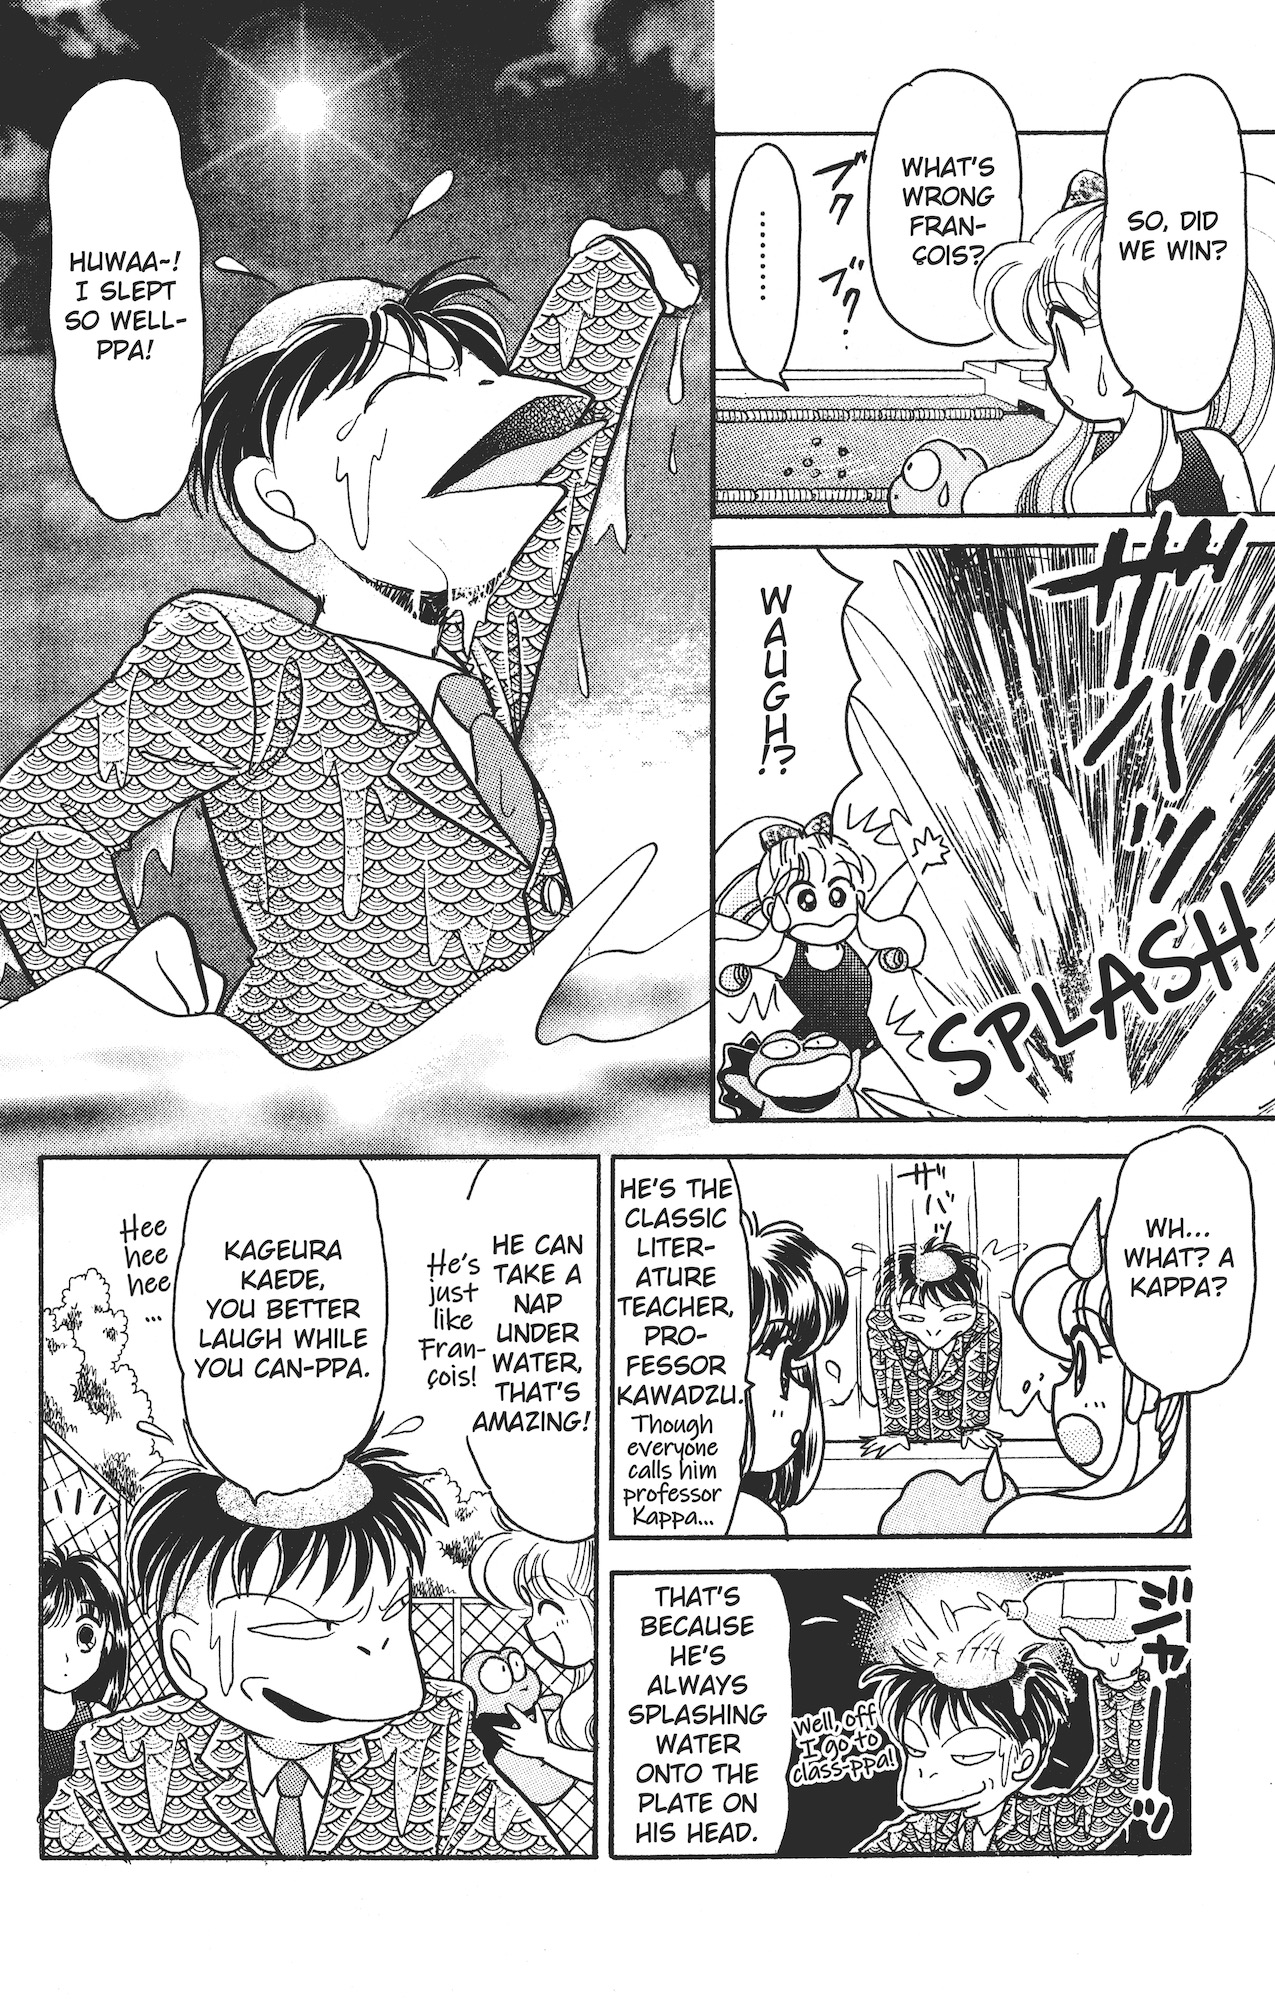 SO, DID
WE WIN?
WHAT'S
WRONG
FRAN-
ÇOIS?
ブク
ブク…
………
ザバッ
SPLASH
WAUGH!?
HUWAA~!
I SLEPT
SO WELL-
PPA!
WH...
WHAT? A
KAPPA?
ザバッ
HE'S THE
CLASSIC
LITER-
ATURE
TEACHER,
PRO-
FESSOR
KAWADZU.
Though
everyone
calls him
professor
Kappa...
ジャーッ
Well, off
I go to
class-ppa!
THAT'S
BECAUSE
HE'S
ALWAYS
SPLASHING
WATER
ONTO THE
PLATE ON
HIS HEAD.
HE CAN
TAKE A
NAP
UNDER
WATER,
THAT'S
AMAZING!
He's
just
like
Fran-
çois!
KAGEURA
KAEDE,
YOU BETTER
LAUGH WHILE
YOU CAN-PPA.
Hee
hee
hee
...